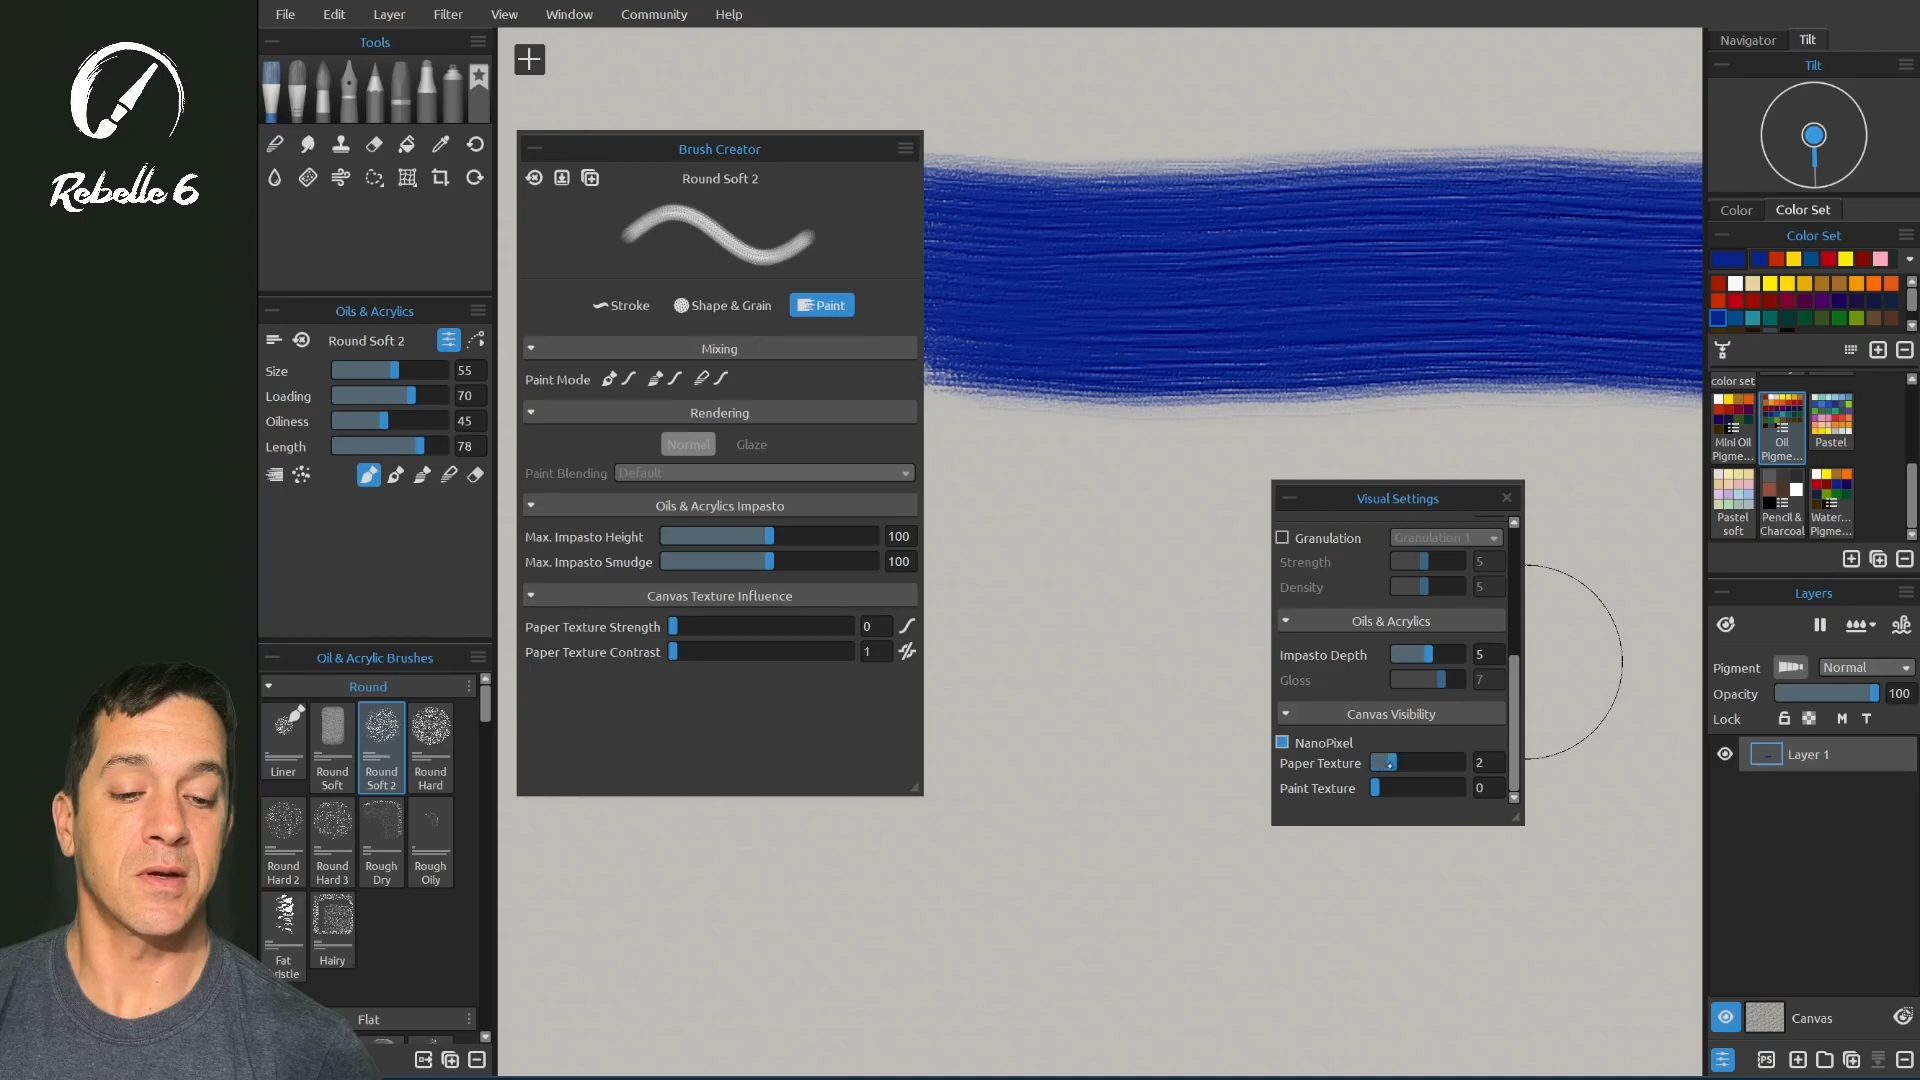 Rebelle 6
File Edit Layer Filter View Window Community Help
Tools
Oils & Acrylics
Round Soft 2
Size 55
Loading 70
Oiliness 45
Length 78
Oil & Acrylic Brushes
Round
Liner
Round Soft
Round Soft 2
Round Hard
Round Hard 2
Round Hard 3
Rough Dry
Rough Oily
Fat
ristle
Hairy
Flat
Brush Creator
Round Soft 2
Stroke Shape & Grain Paint
Mixing
Paint Mode
Rendering
Normal Glaze
Paint Blending Default
Oils & Acrylics Impasto
Max. Impasto Height 100
Max. Impasto Smudge 100
Canvas Texture Influence
Paper Texture Strength 0
Paper Texture Contrast 1
Visual Settings
Granulation Granulation 1
Strength 5
Density 5
Oils & Acrylics
Impasto Depth 5
Gloss 7
Canvas Visibility
NanoPixel
Paper Texture 2
Paint Texture 0
Navigator Tilt
Tilt
Color Color Set
Color Set
color set
Mini Oil Pigme...
Oil Pigme...
Pastel
Pastel soft
Pencil & Charcoal
Water... Pigme...
Layers
Pigment Normal
Opacity 100
Lock M T
Layer 1
Canvas
PS